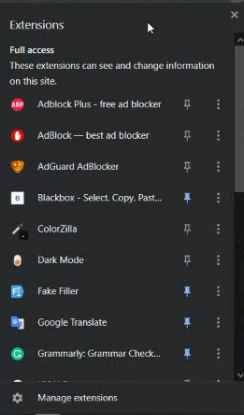 Extensions
Full access
These extensions can see and change information
on this site.
ABP Adblock Plus - free ad blocker
AdBlock — best ad blocker
AdGuard AdBlocker
B Blackbox - Select. Copy. Past...
ColorZilla
Dark Mode
Fake Filler
Google Translate
G Grammarly: Grammar Check...
Manage extensions